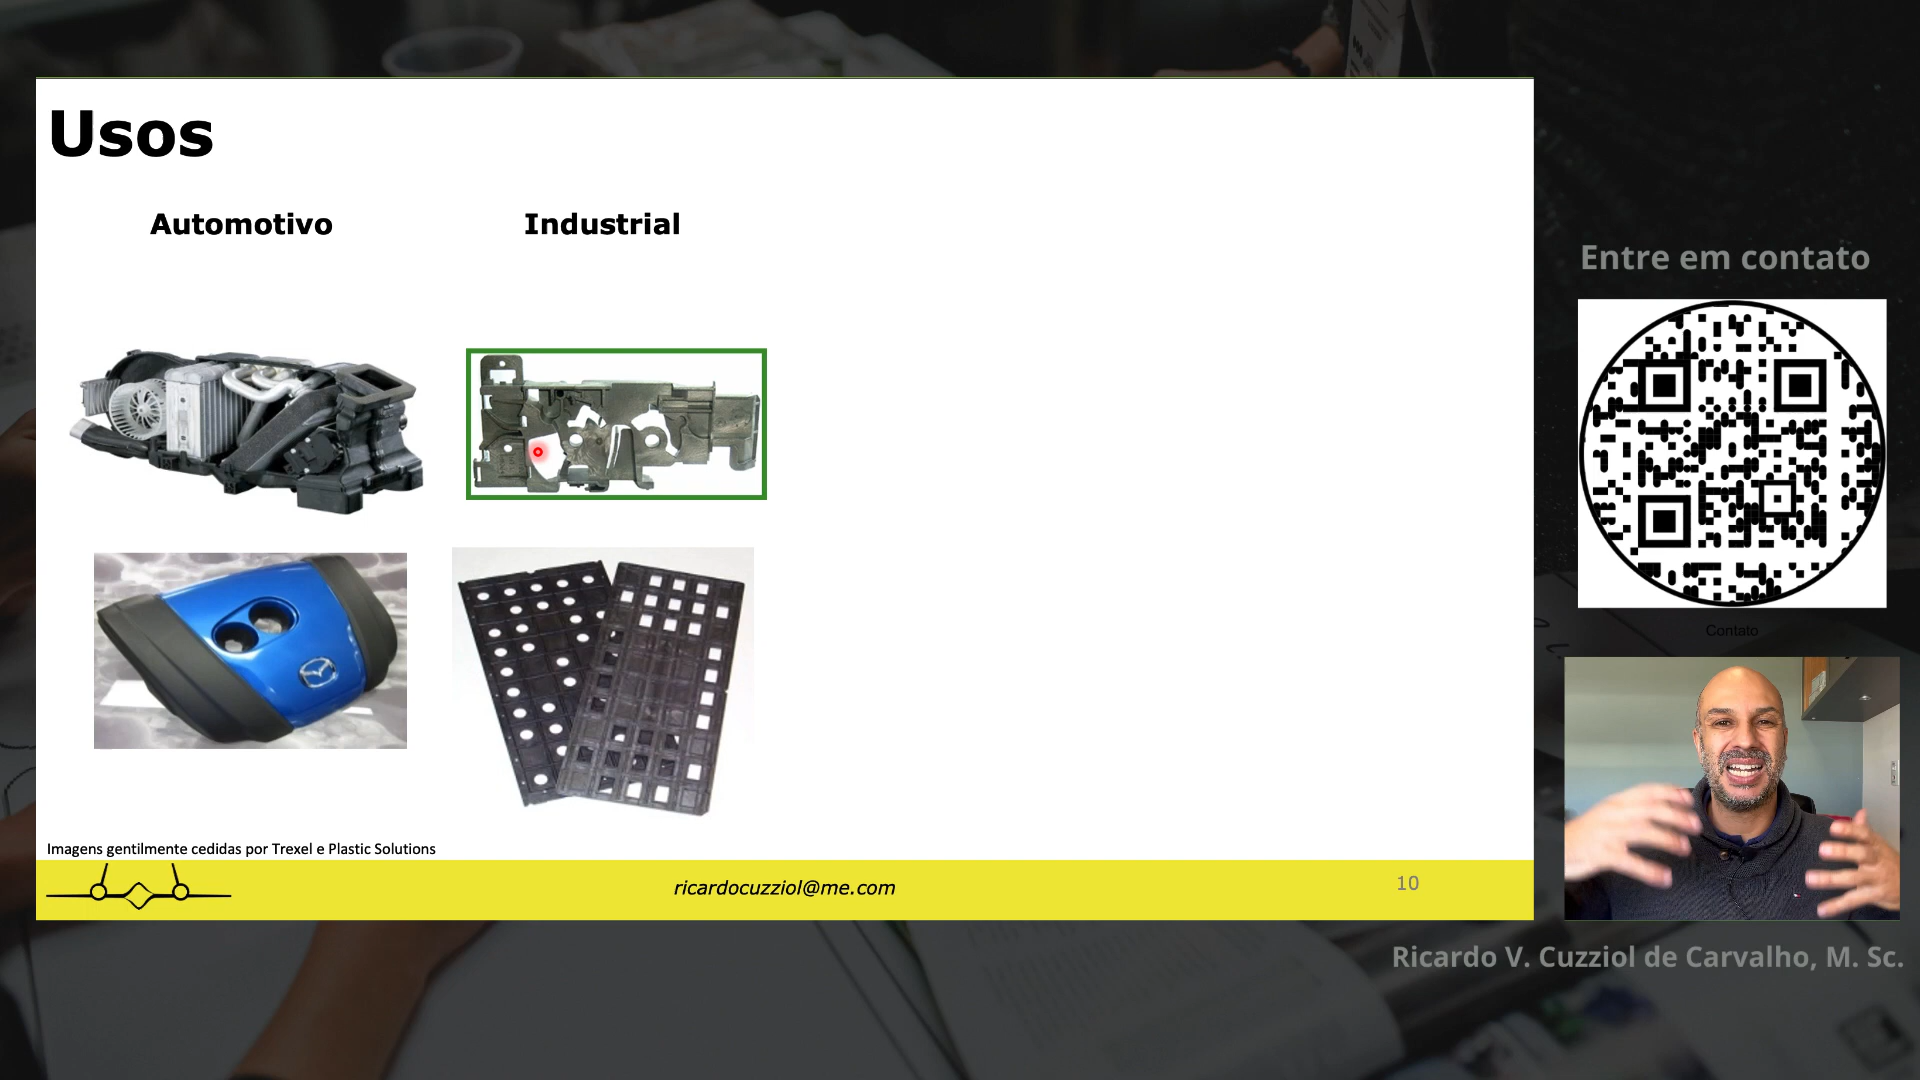 Usos
Automotivo
Industrial
Imagens gentilmente cedidas por Trexel e Plastic Solutions
ricardocuzziol@me.com
10
Entre em contato
Contato
Ricardo V. Cuzziol de Carvalho, M. Sc.